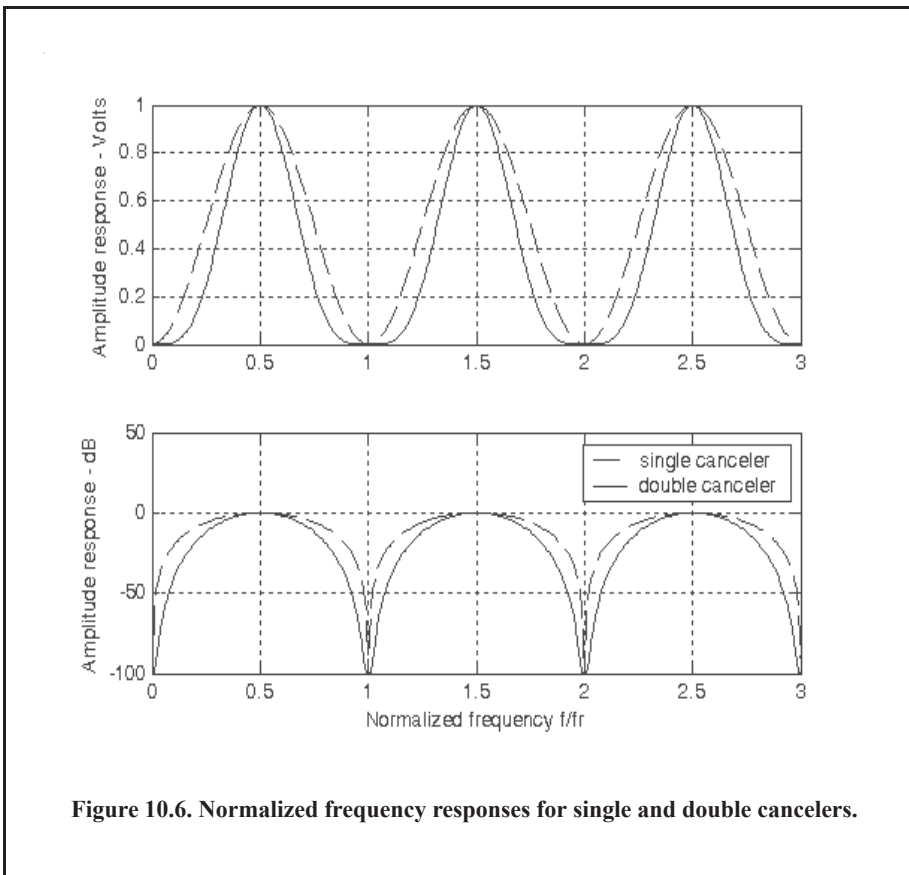 Amplitude response - Volts
1
0.8
0.6
0.4
0.2
0
0 0.5 1 1.5 2 2.5 3
Amplitude response - dB
50
0
-50
-100
single canceler
double canceler
0 0.5 1 1.5 2 2.5 3
Normalized frequency f/fr
Figure 10.6. Normalized frequency responses for single and double cancelers.